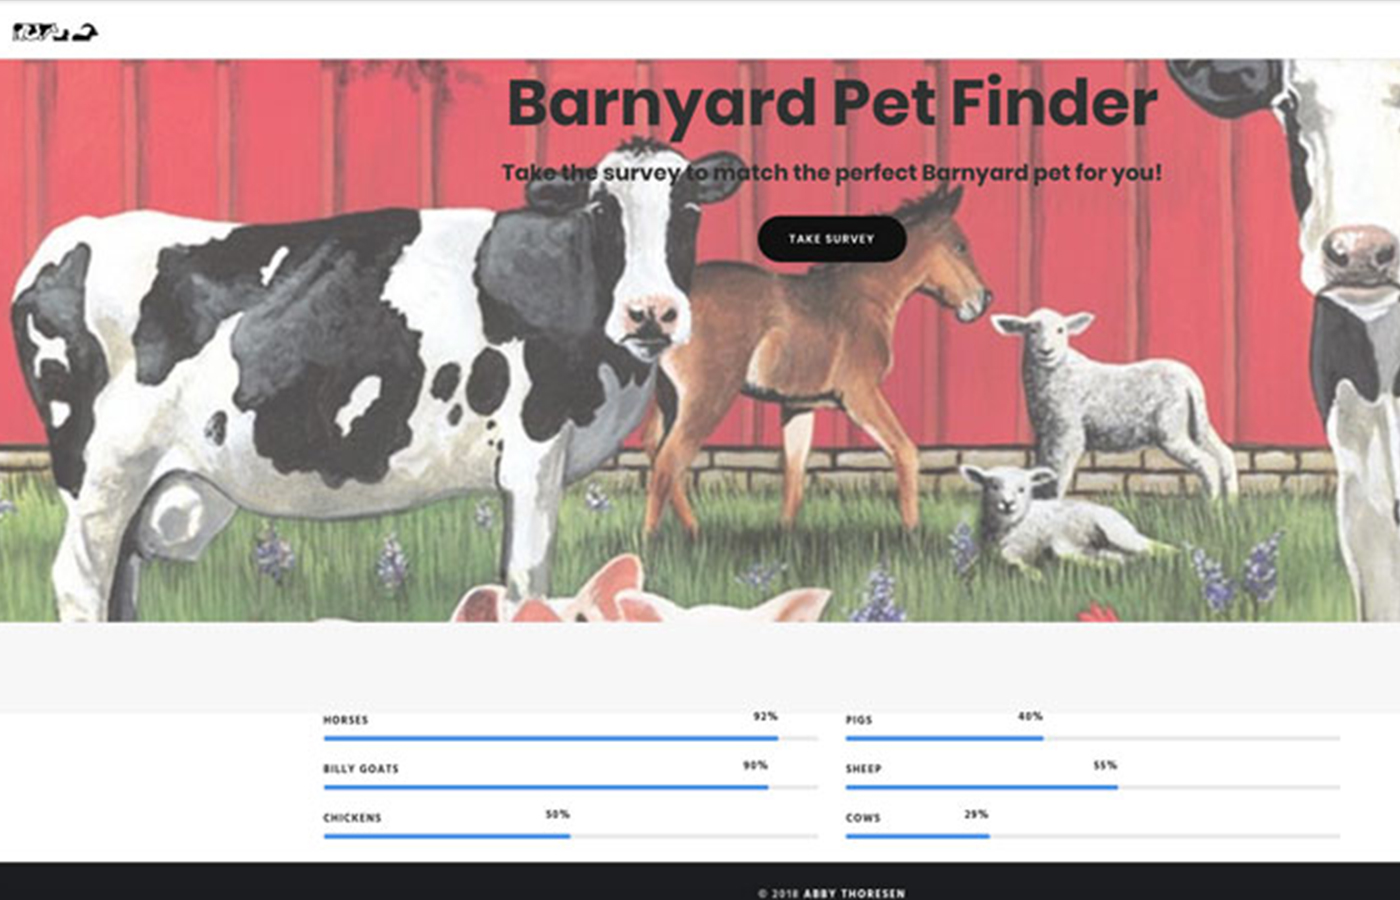 Barnyard Pet Finder
Take the survey to match the perfect Barnyard pet for you!
TAKE SURVEY
HORSES 92%
PIGS 40%
BILLY GOATS 90%
SHEEP 55%
CHICKENS 50%
COWS 29%
© 2018 ABBY THORESEN